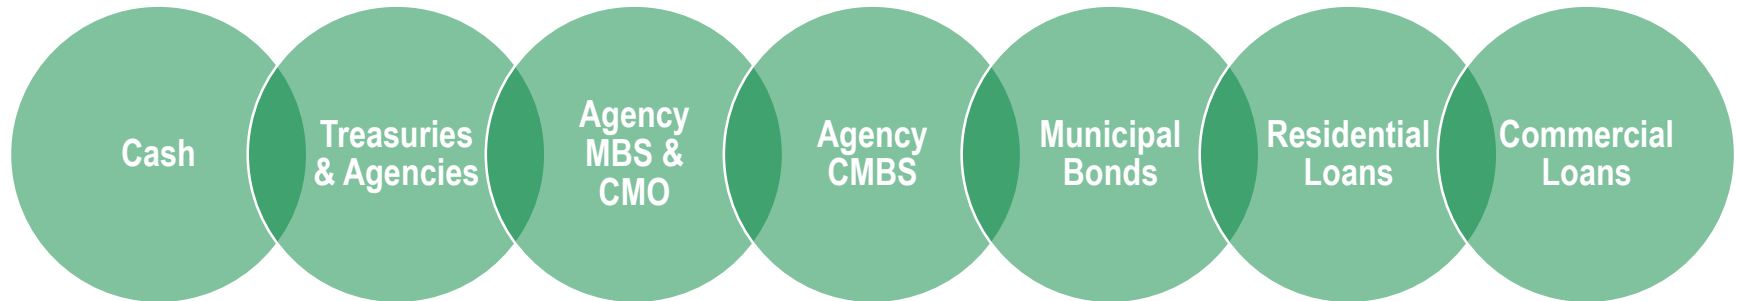 Cash
Treasuries
& Agencies
Agency
MBS &
CMO
Agency
CMBS
Municipal
Bonds
Residential
Loans
Commercial
Loans